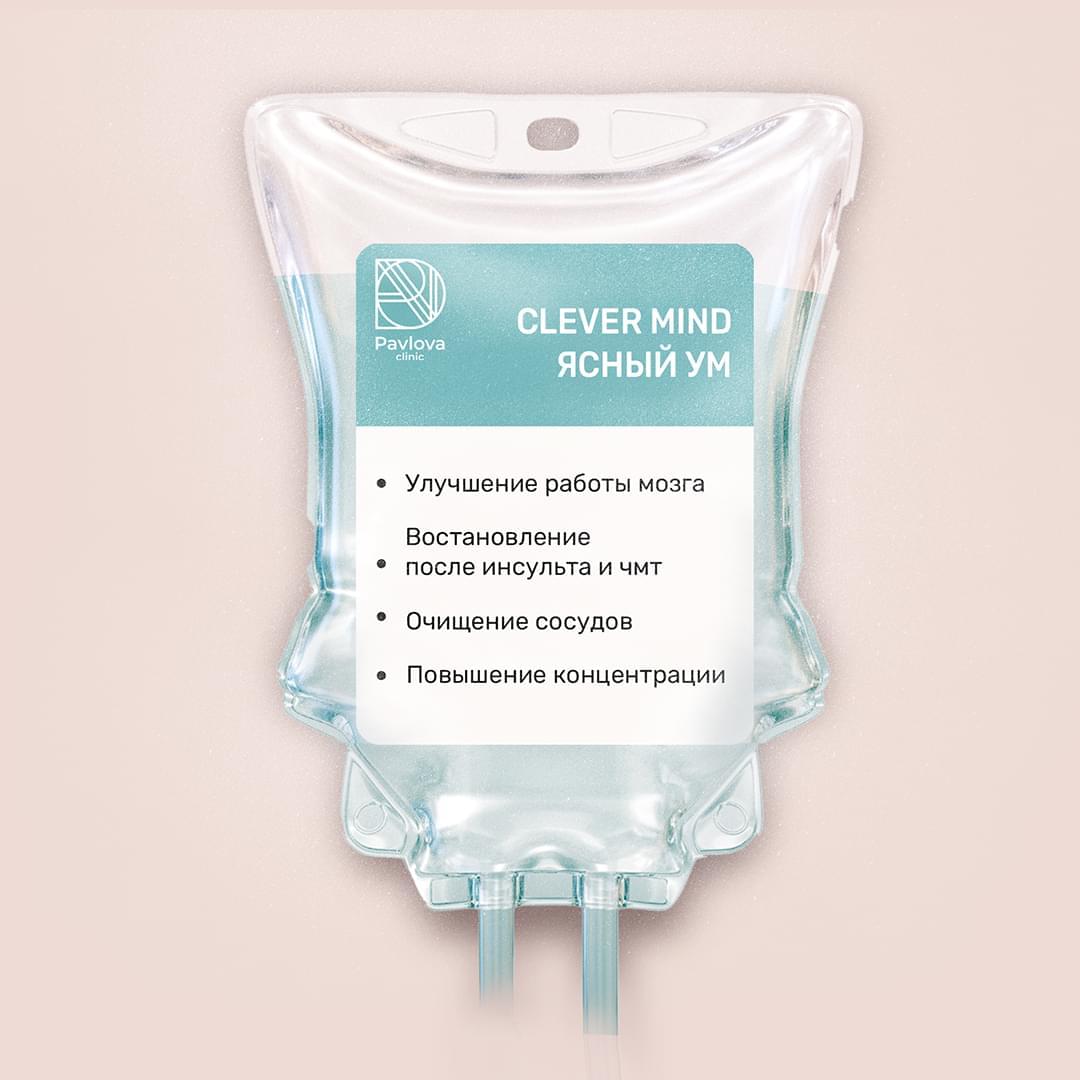 Pavlova
clinic
CLEVER MIND
ЯСНЫЙ УМ
• Улучшение работы мозга
Востановление
• после инсульта и чмт
• Очищение сосудов
• Повышение концентрации